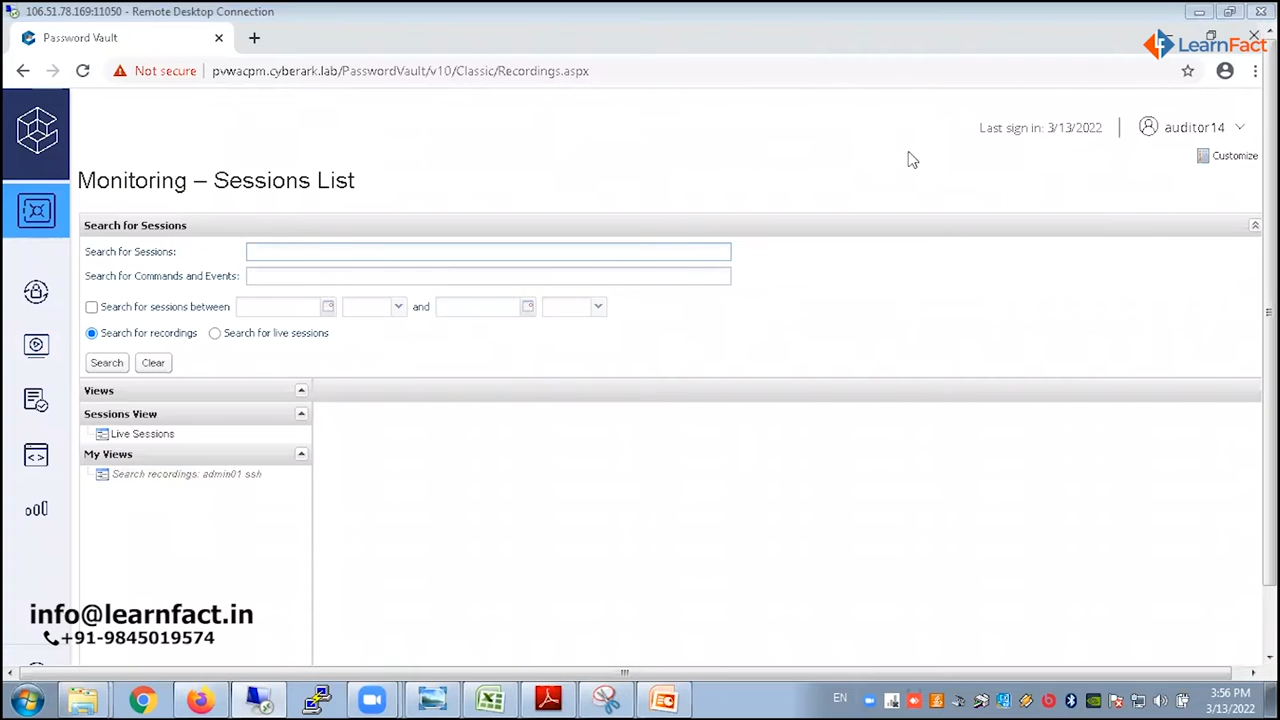 106.51.78.169:11050 - Remote Desktop Connection
Password Vault
LearnFact
Not secure
pvwacpm.cyberark.lab/PasswordVault/v10/Classic/Recordings.aspx
Last sign in: 3/13/2022
auditor14
Customize
Monitoring – Sessions List
Search for Sessions
Search for Sessions:
Search for Commands and Events:
Search for sessions between
and
Search for recordings
Search for live sessions
Search
Clear
Views
Sessions View
Live Sessions
My Views
Search recordings: admin01 ssh
info@learnfact.in
+91-9845019574
EN
3:56 PM
3/13/2022